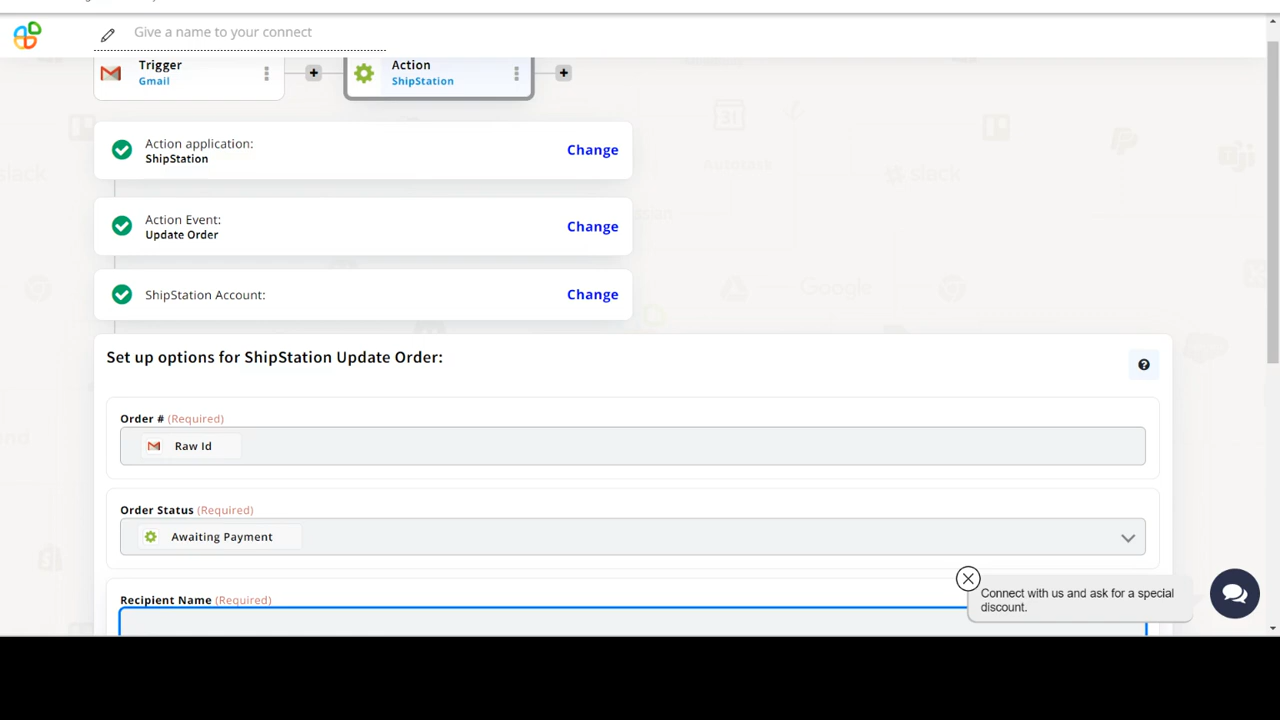 Give a name to your connect
Trigger
Gmail
Action
ShipStation
Action application:
ShipStation
Change
Action Event:
Update Order
Change
ShipStation Account:
Change
Set up options for ShipStation Update Order:
Order # (Required)
Raw Id
Order Status (Required)
Awaiting Payment
Recipient Name (Required)
Connect with us and ask for a special
discount.
slack
Google